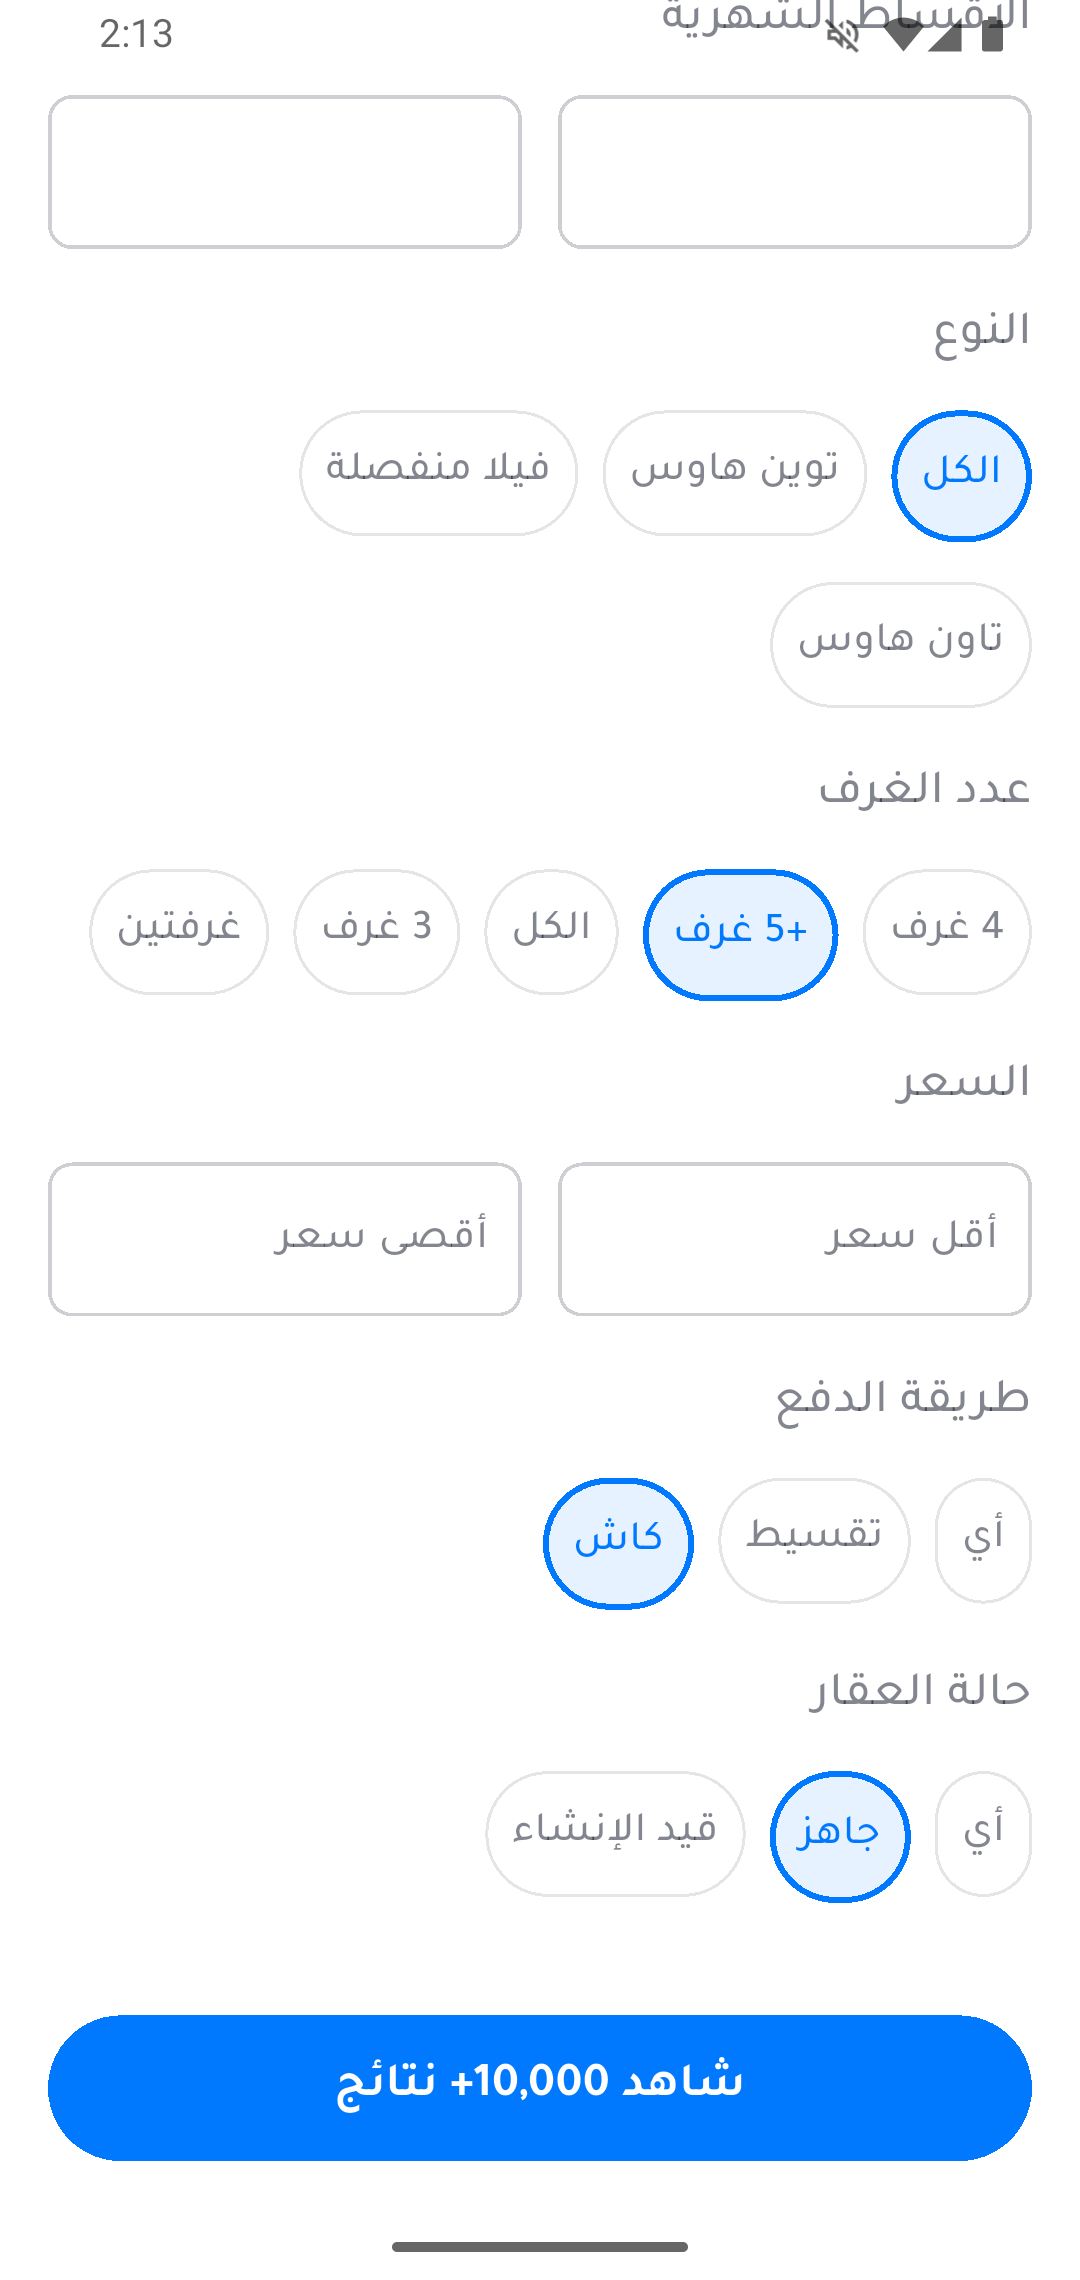 2:13
الأقساط الشهرية
النوع
الكل
توين هاوس
فيلا منفصلة
تاون هاوس
عدد الغرف
4 غرف
+5 غرف
الكل
3 غرف
غرفتين
السعر
أقل سعر
أقصى سعر
طريقة الدفع
أي
تقسيط
كاش
حالة العقار
أي
جاهز
قيد الإنشاء
شاهد 10,000+ نتائج